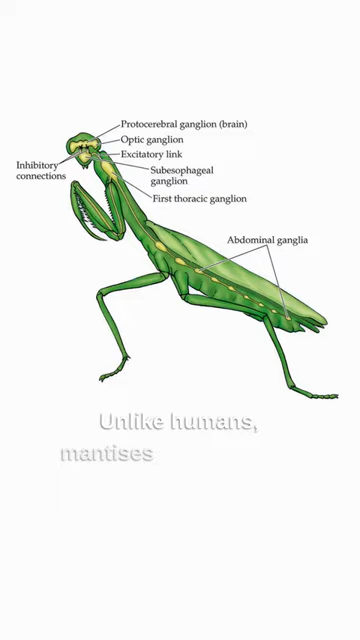 Protocerebral ganglion (brain)
Optic ganglion
Excitatory link
Inhibitory
connections
Subesophageal
ganglion
First thoracic ganglion
Abdominal ganglia
Unlike humans,
mantises